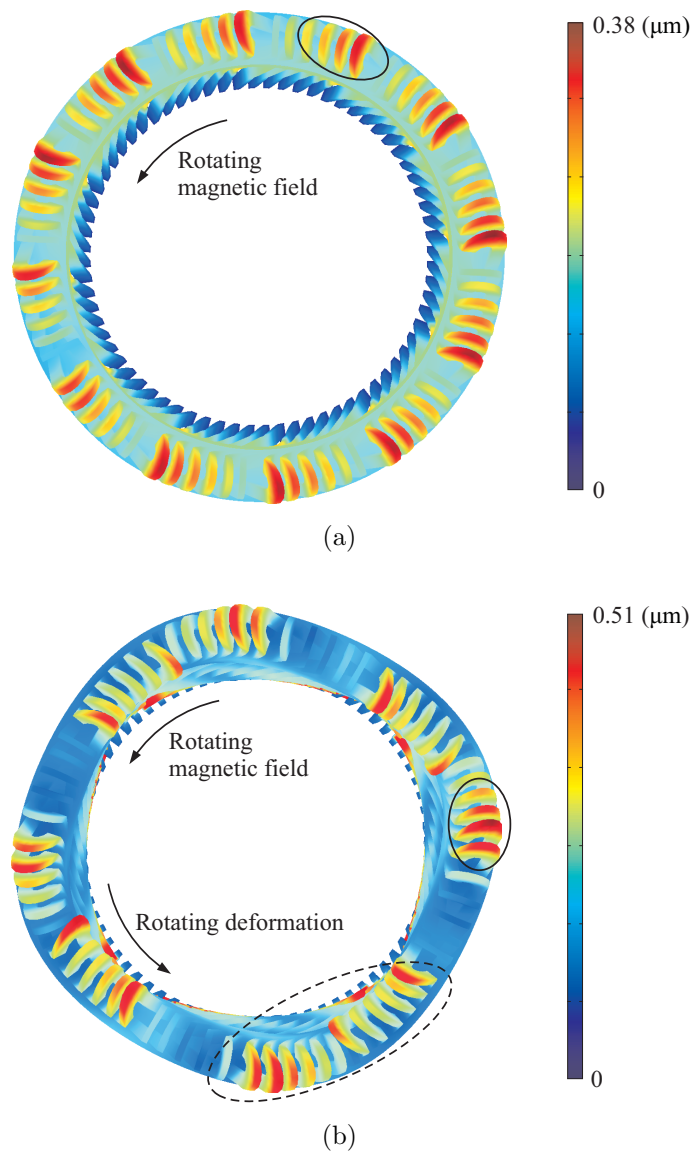 0.38 (μm)
Rotating
magnetic field
0
(a)
0.51 (μm)
Rotating
magnetic field
Rotating deformation
0
(b)